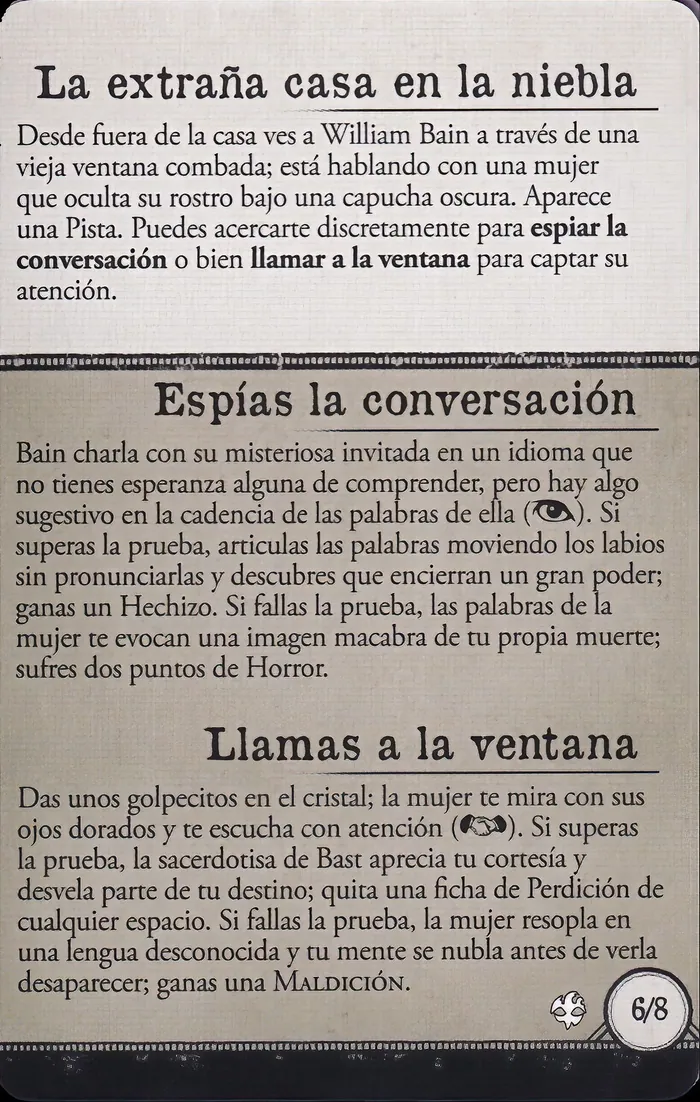 La extraña casa en la niebla
Desde fuera de la casa ves a William Bain a través de una
vieja ventana combada; está hablando con una mujer
que oculta su rostro bajo una capucha oscura. Aparece
una Pista. Puedes acercarte discretamente para espiar la
conversación o bien llamar a la ventana para captar su
atención.
Espías la conversación
Bain charla con su misteriosa invitada en un idioma que
no tienes esperanza alguna de comprender, pero hay algo
sugestivo en la cadencia de las palabras de ella (). Si
superas la prueba, articulas las palabras moviendo los labios
sin pronunciarlas y descubres que encierran un gran poder;
ganas un Hechizo. Si fallas la prueba, las palabras de la
mujer te evocan una imagen macabra de tu propia muerte;
sufres dos puntos de Horror.
Llamas a la ventana
Das unos golpecitos en el cristal; la mujer te mira con sus
ojos dorados y te escucha con atención (). Si superas
la prueba, la sacerdotisa de Bast aprecia tu cortesía y
desvela parte de tu destino; quita una ficha de Perdición de
cualquier espacio. Si fallas la prueba, la mujer resopla en
una lengua desconocida y tu mente se nubla antes de verla
desaparecer; ganas una MALDICIÓN.
6/8